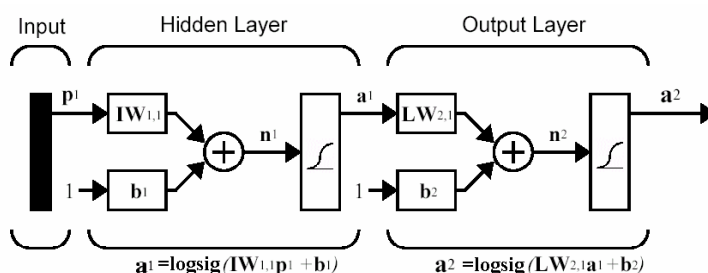 Input Hidden Layer Output Layer
p1 IW1,1 n1 a1 LW2,1 n2 a2
1 b1 1 b2
a1 =logsig(IW1,1p1 +b1) a2 =logsig(LW2,1a1 +b2)